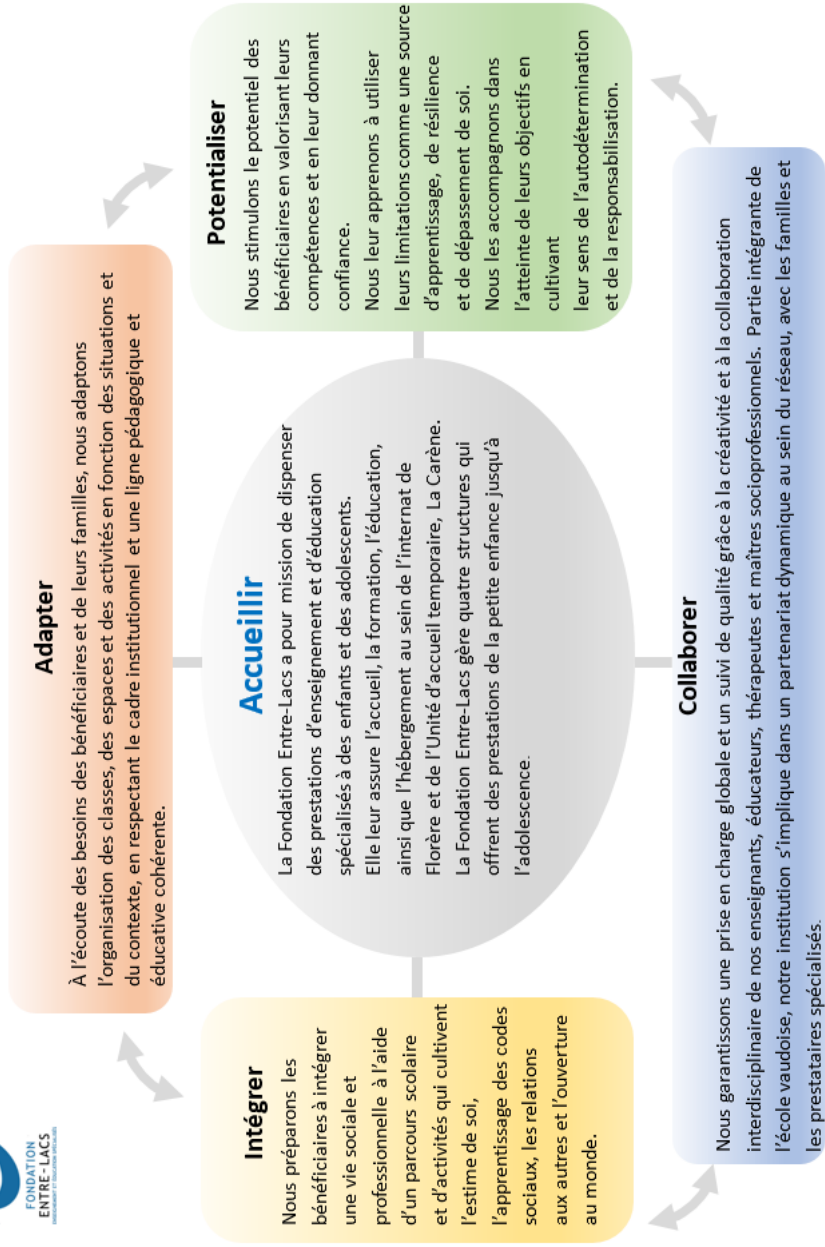 FONDATION
ENTRE-LACS
ENSEIGNEMENT ET ÉDUCATION SPÉCIALISÉS
Adapter
À l'écoute des besoins des bénéficiaires et de leurs familles, nous adaptons
l'organisation des classes, des espaces et des activités en fonction des situations et
du contexte, en respectant le cadre institutionnel et une ligne pédagogique et
éducative cohérente.
Intégrer
Nous préparons les
bénéficiaires à intégrer
une vie sociale et
professionnelle à l'aide
d'un parcours scolaire
et d'activités qui cultivent
l'estime de soi,
l'apprentissage des codes
sociaux, les relations
aux autres et l'ouverture
au monde.
Accueillir
La Fondation Entre-Lacs a pour mission de dispenser
des prestations d'enseignement et d'éducation
spécialisés à des enfants et des adolescents.
Elle leur assure l'accueil, la formation, l'éducation,
ainsi que l'hébergement au sein de l'internat de
Florère et de l'Unité d'accueil temporaire, La Carène.
La Fondation Entre-Lacs gère quatre structures qui
offrent des prestations de la petite enfance jusqu'à
l'adolescence.
Potentialiser
Nous stimulons le potentiel des
bénéficiaires en valorisant leurs
compétences et en leur donnant
confiance.
Nous leur apprenons à utiliser
leurs limitations comme une source
d'apprentissage, de résilience
et de dépassement de soi.
Nous les accompagnons dans
l'atteinte de leurs objectifs en
cultivant
leur sens de l'autodétermination
et de la responsabilisation.
Collaborer
Nous garantissons une prise en charge globale et un suivi de qualité grâce à la créativité et à la collaboration
interdisciplinaire de nos enseignants, éducateurs, thérapeutes et maîtres socioprofessionnels. Partie intégrante de
l'école vaudoise, notre institution s'implique dans un partenariat dynamique au sein du réseau, avec les familles et
les prestataires spécialisés.